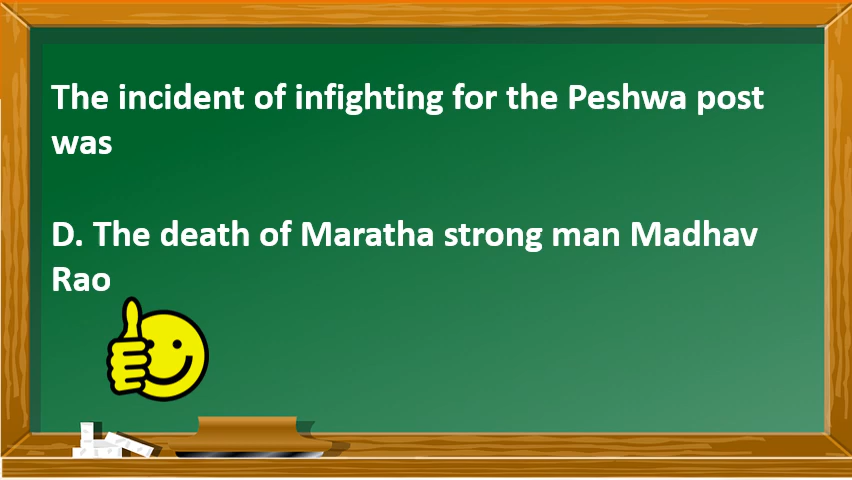 The incident of infighting for the Peshwa post
was
D. The death of Maratha strong man Madhav
Rao